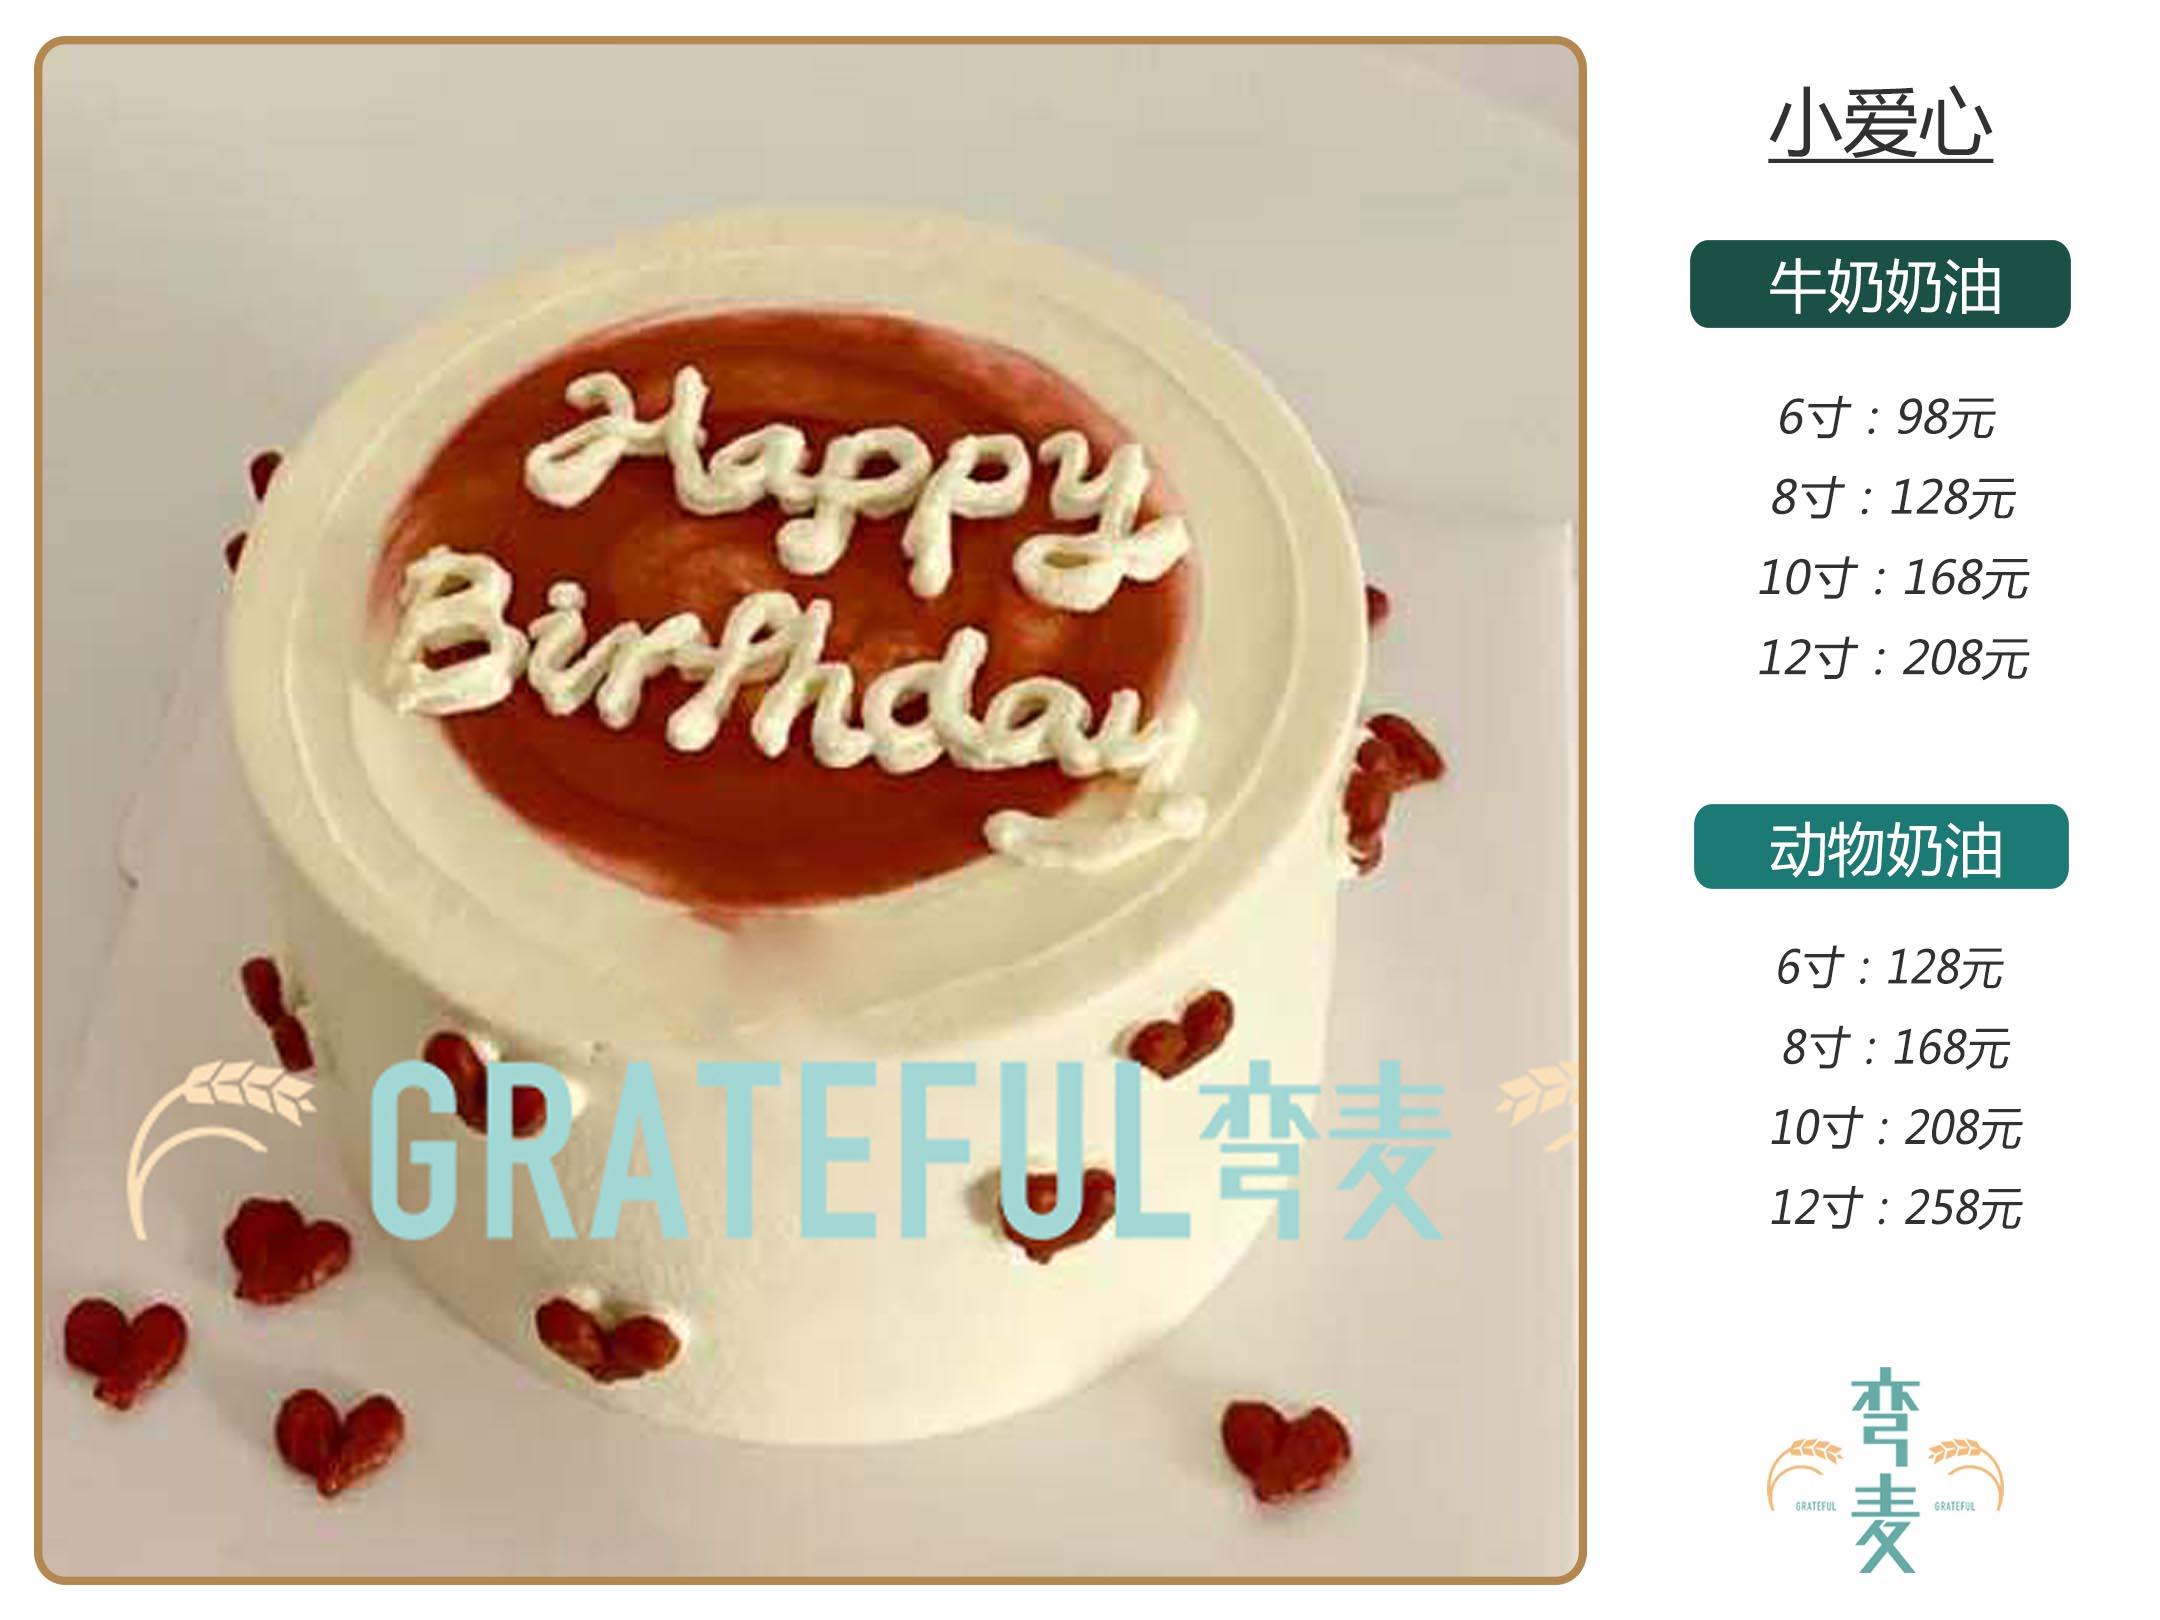 Happy
Birthday
GRATEFUL弯麦
小爱心
牛奶奶油
6寸：98元
8寸：128元
10寸：168元
12寸：208元
动物奶油
6寸：128元
8寸：168元
10寸：208元
12寸：258元
弯
GRATEFUL GRATEFUL
麦